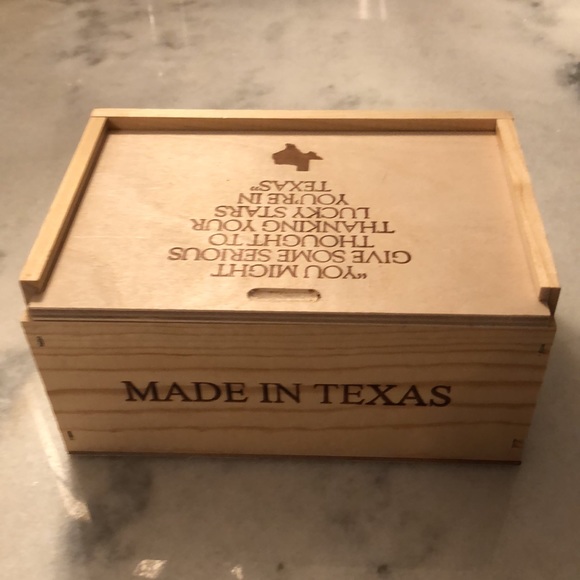 "YOU MIGHT
GIVE SOME SERIOUS
THOUGHT TO
THANKING YOUR
LUCKY STARS
YOU'RE IN
TEXAS"
MADE IN TEXAS